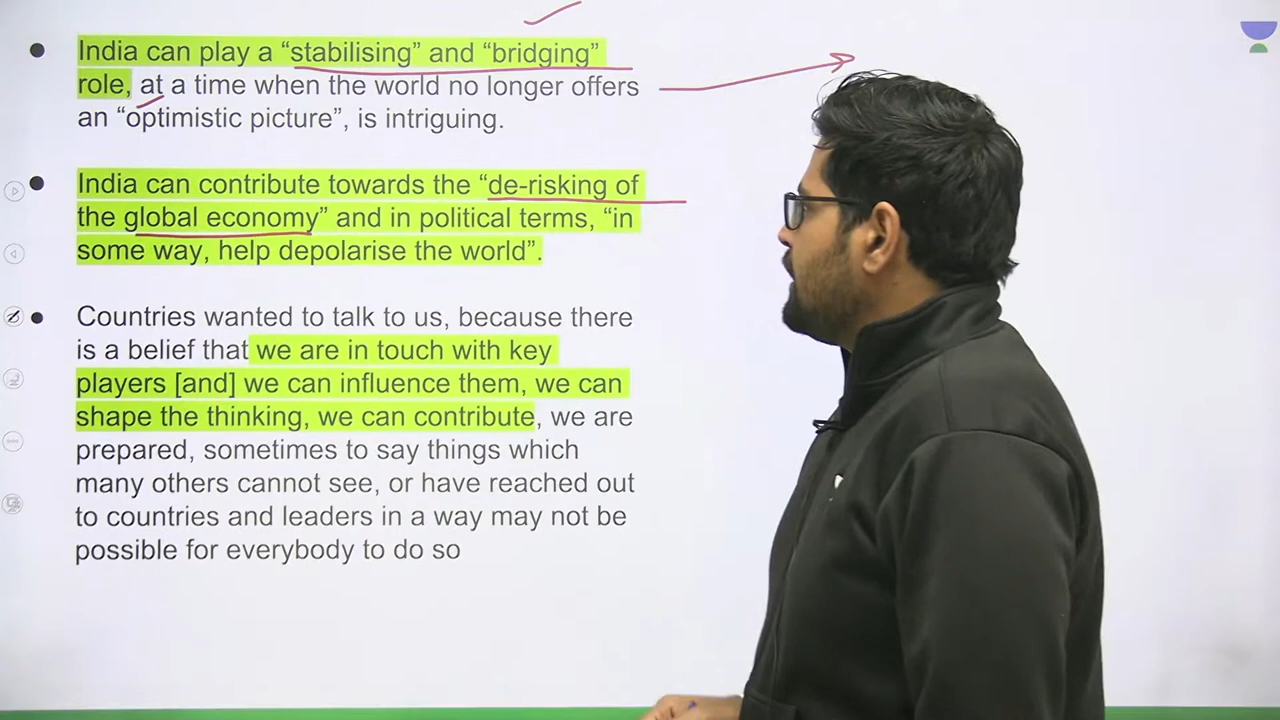 India can play a “stabilising” and “bridging”
role, at a time when the world no longer offers
an “optimistic picture”, is intriguing.
India can contribute towards the “de-risking of
the global economy” and in political terms, “in
some way, help depolarise the world”.
Countries wanted to talk to us, because there
is a belief that we are in touch with key
players [and] we can influence them, we can
shape the thinking, we can contribute, we are
prepared, sometimes to say things which
many others cannot see, or have reached out
to countries and leaders in a way may not be
possible for everybody to do so